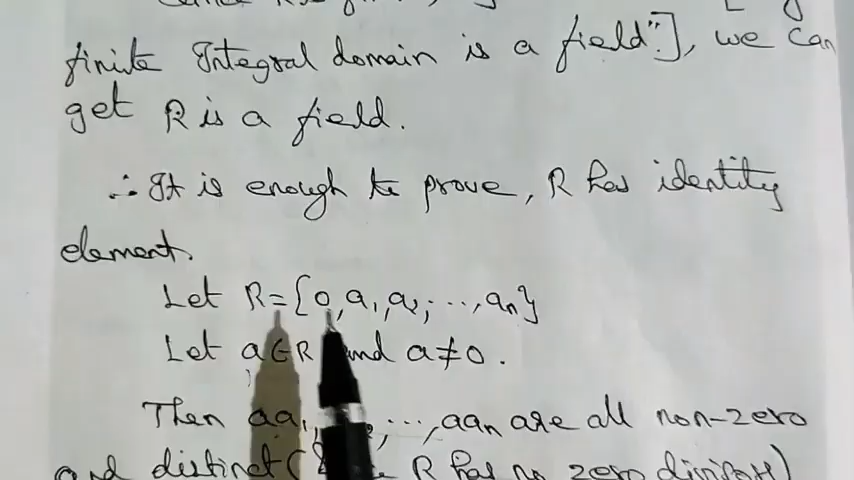 finite Integral domain is a field"], we can
get R is a field.
∴ It is enough to prove, R has identity
element.
Let R = {0, a₁, a₂, ..., aₙ}
Let a ∈ R and a ≠ 0.
Then aa₁, ..., aaₙ are all non-zero
and distinct ( R has no zero divisors)